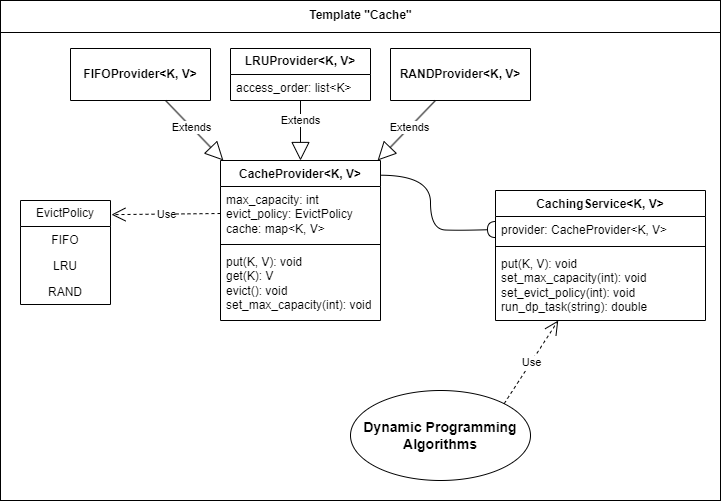 Template "Cache"
FIFOProvider<K, V>
LRUProvider<K, V>
access_order: list<K>
RANDProvider<K, V>
Extends
Extends
Extends
CacheProvider<K, V>
max_capacity: int
evict_policy: EvictPolicy
cache: map<K, V>
put(K, V): void
get(K): V
evict(): void
set_max_capacity(int): void
Use
EvictPolicy
FIFO
LRU
RAND
CachingService<K, V>
provider: CacheProvider<K, V>
put(K, V): void
set_max_capacity(int): void
set_evict_policy(int): void
run_dp_task(string): double
Use
Dynamic Programming
Algorithms